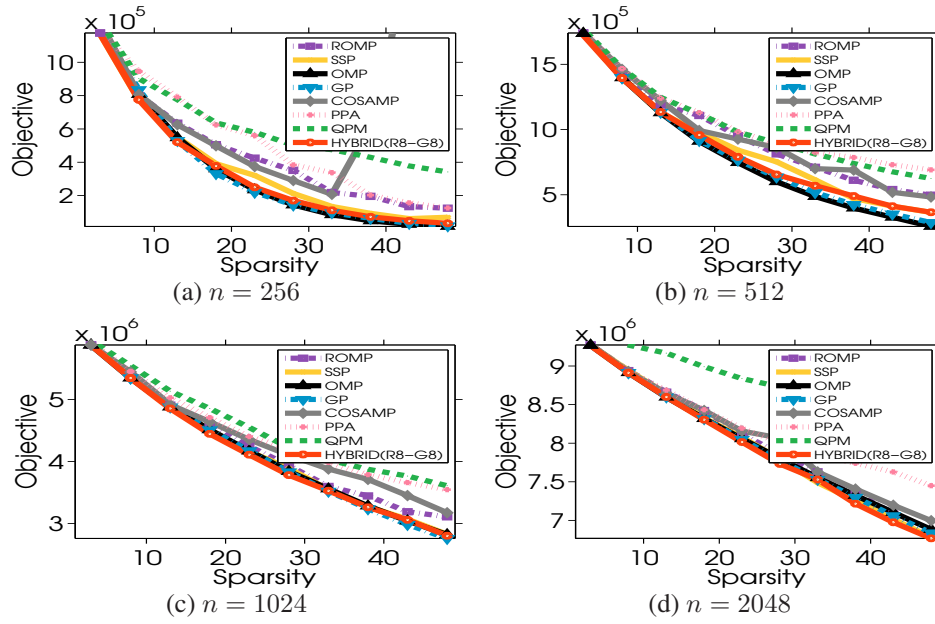 x 10^5
Objective
10
8
6
4
2
ROMP
SSP
OMP
GP
COSAMP
PPA
QPM
HYBRID(R8-G8)
10 20 30 40
Sparsity
(a) n = 256
x 10^5
Objective
15
10
5
ROMP
SSP
OMP
GP
COSAMP
PPA
QPM
HYBRID(R8-G8)
10 20 30 40
Sparsity
(b) n = 512
x 10^6
Objective
5
4
3
ROMP
SSP
OMP
GP
COSAMP
PPA
QPM
HYBRID(R8-G8)
10 20 30 40
Sparsity
(c) n = 1024
x 10^6
Objective
9
8.5
8
7.5
7
ROMP
SSP
OMP
GP
COSAMP
PPA
QPM
HYBRID(R8-G8)
10 20 30 40
Sparsity
(d) n = 2048